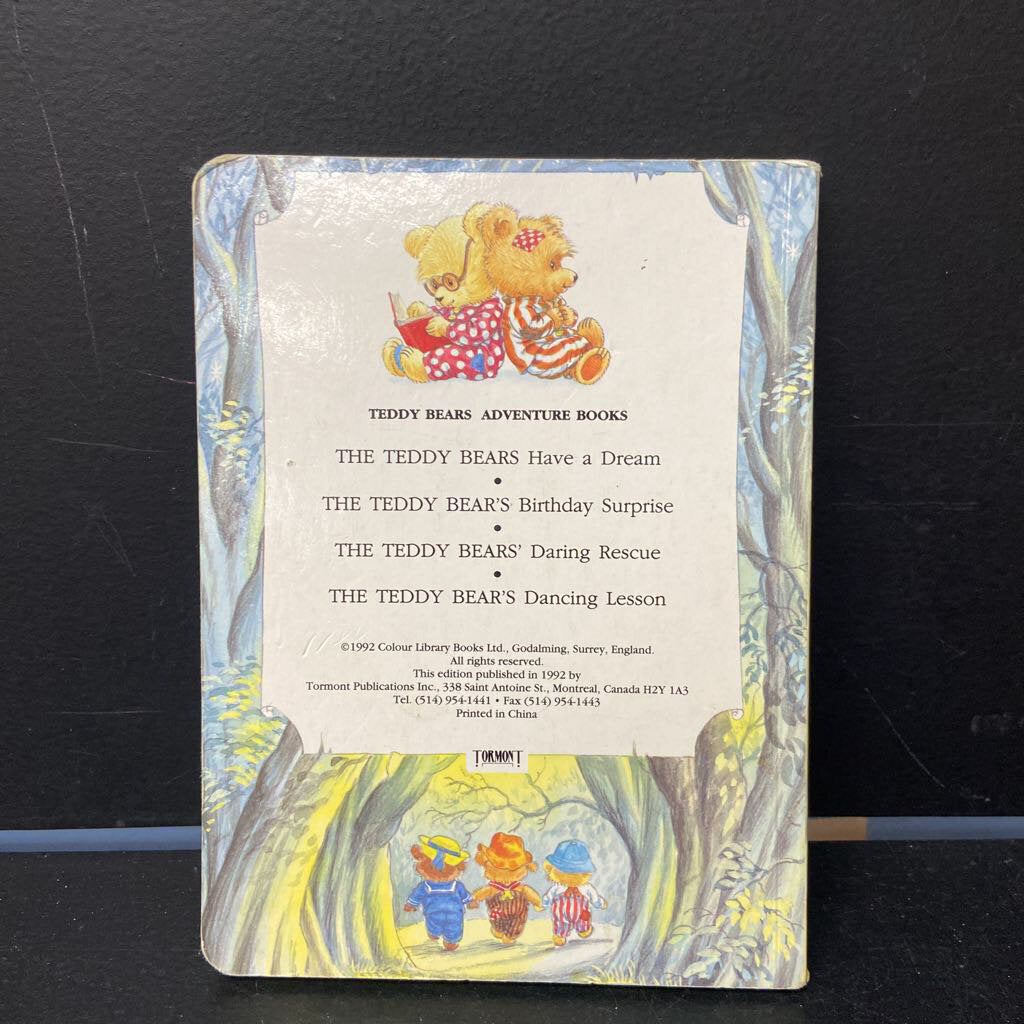 TEDDY BEARS ADVENTURE BOOKS
THE TEDDY BEARS Have a Dream
•
THE TEDDY BEAR'S Birthday Surprise
•
THE TEDDY BEARS' Daring Rescue
•
THE TEDDY BEAR'S Dancing Lesson
©1992 Colour Library Books Ltd., Godalming, Surrey, England.
All rights reserved.
This edition published in 1992 by
Tormont Publications Inc., 338 Saint Antoine St., Montreal, Canada H2Y 1A3
Tel. (514) 954-1441 • Fax (514) 954-1443
Printed in China
TORMONT